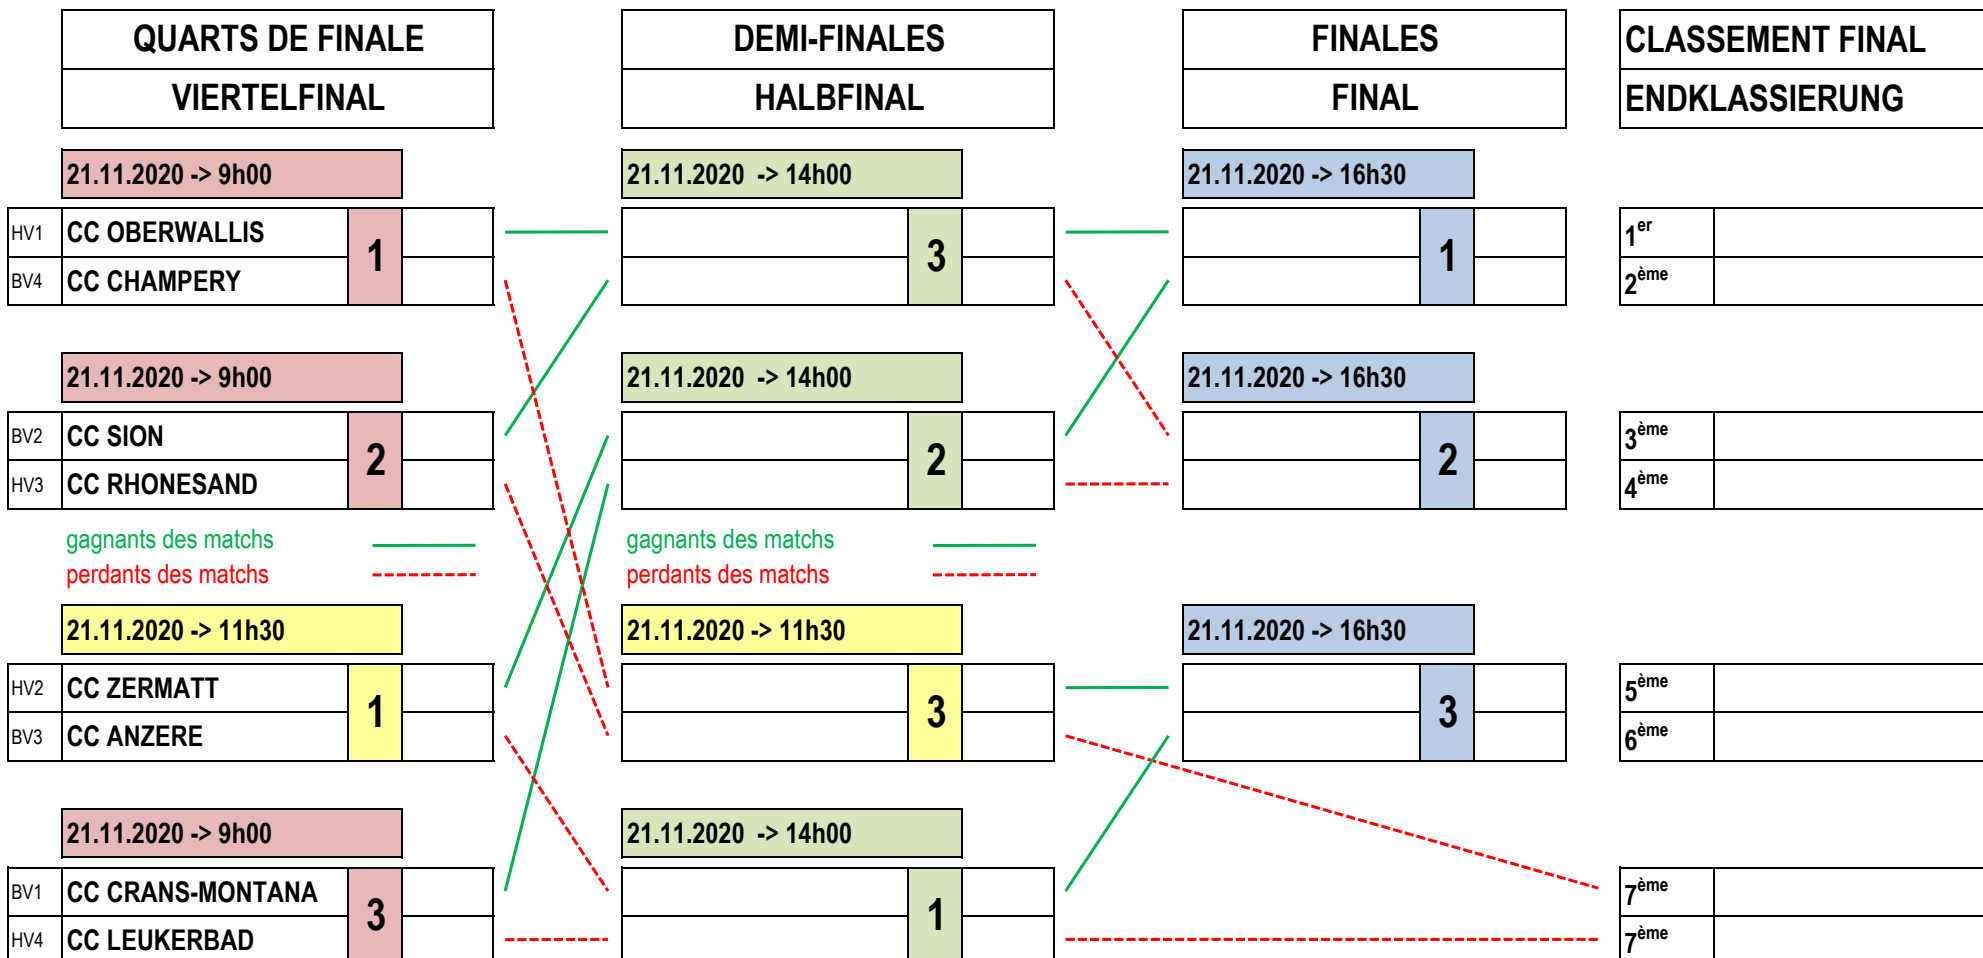 QUARTS DE FINALE
VIERTELFINAL
DEMI-FINALES
HALBFINAL
FINALES
FINAL
CLASSEMENT FINAL
ENDKLASSIERUNG
21.11.2020 -> 9h00
21.11.2020 -> 14h00
21.11.2020 -> 16h30
HV1 CC OBERWALLIS
BV4 CC CHAMPERY
1
3
1
1er
2ème
21.11.2020 -> 9h00
21.11.2020 -> 14h00
21.11.2020 -> 16h30
BV2 CC SION
HV3 CC RHONESAND
2
2
2
3ème
4ème
gagnants des matchs
perdants des matchs
gagnants des matchs
perdants des matchs
21.11.2020 -> 11h30
21.11.2020 -> 11h30
21.11.2020 -> 16h30
HV2 CC ZERMATT
BV3 CC ANZERE
1
3
3
5ème
6ème
21.11.2020 -> 9h00
21.11.2020 -> 14h00
BV1 CC CRANS-MONTANA
HV4 CC LEUKERBAD
3
1
7ème
7ème